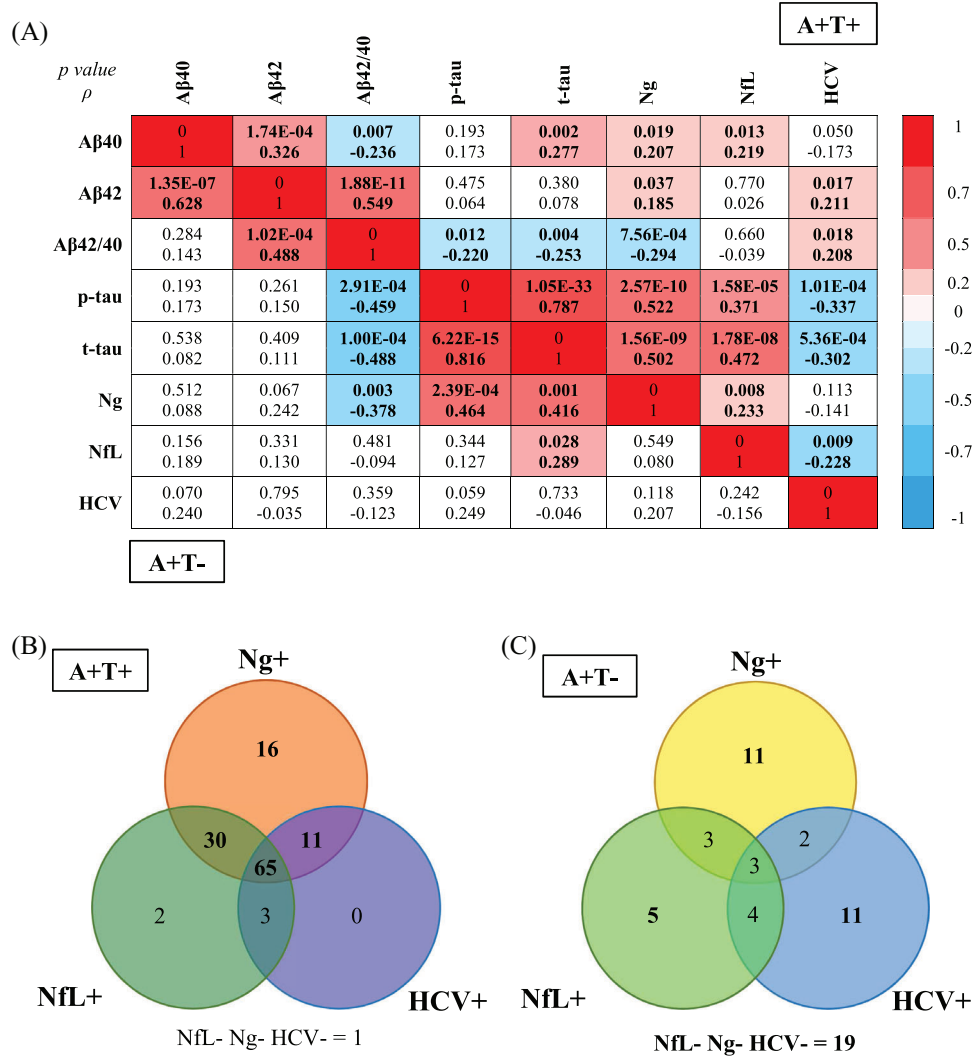 (A)
A+T+
p value
ρ
Aβ40 Aβ42 Aβ42/40 p-tau t-tau Ng NfL HCV
Aβ40
0 1.74E-04 0.007 0.193 0.002 0.019 0.013 0.050
1 0.326 -0.236 0.173 0.277 0.207 0.219 -0.173
Aβ42
1.35E-07 0 1.88E-11 0.475 0.380 0.037 0.770 0.017
0.628 1 0.549 0.064 0.078 0.185 0.026 0.211
Aβ42/40
0.284 1.02E-04 0 0.012 0.004 7.56E-04 0.660 0.018
0.143 0.488 1 -0.220 -0.253 -0.294 -0.039 0.208
p-tau
0.193 0.261 2.91E-04 0 1.05E-33 2.57E-10 1.58E-05 1.01E-04
0.173 0.150 -0.459 1 0.787 0.522 0.371 -0.337
t-tau
0.538 0.409 1.00E-04 6.22E-15 0 1.56E-09 1.78E-08 5.36E-04
0.082 0.111 -0.488 0.816 1 0.502 0.472 -0.302
Ng
0.512 0.067 0.003 2.39E-04 0.001 0 0.008 0.113
0.088 0.242 -0.378 0.464 0.416 1 0.233 -0.141
NfL
0.156 0.331 0.481 0.344 0.028 0.549 0 0.009
0.189 0.130 -0.094 0.127 0.289 0.080 1 -0.228
HCV
0.070 0.795 0.359 0.059 0.733 0.118 0.242 0
0.240 -0.035 -0.123 0.249 -0.046 0.207 -0.156 1
1
0.7
0.5
0.2
0
-0.2
-0.5
-0.7
-1
A+T-
(B)
A+T+
Ng+
16
30
11
65
2
3
0
NfL+
HCV+
NfL- Ng- HCV- = 1
(C)
A+T-
Ng+
11
3
2
3
5
4
11
NfL+
HCV+
NfL- Ng- HCV- = 19